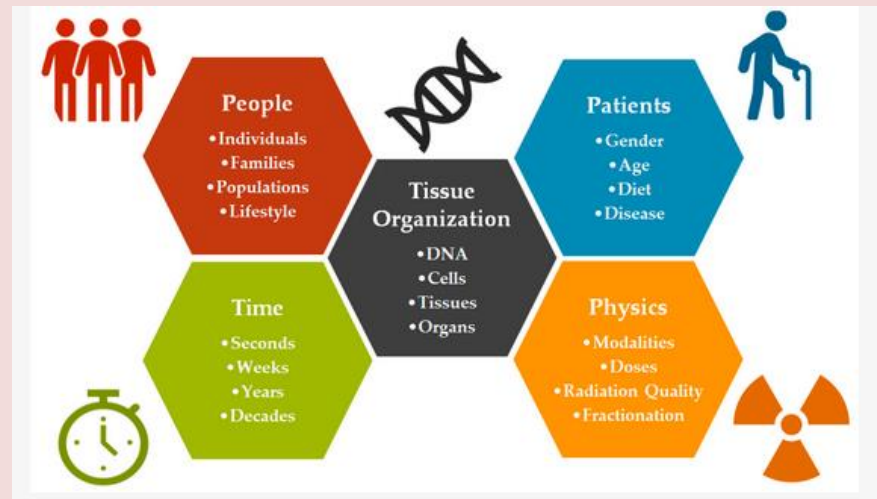 People
•Individuals
•Families
•Populations
•Lifestyle
Patients
•Gender
•Age
•Diet
•Disease
Tissue
Organization
•DNA
•Cells
•Tissues
•Organs
Time
•Seconds
•Weeks
•Years
•Decades
Physics
•Modalities
•Doses
•Radiation Quality
•Fractionation